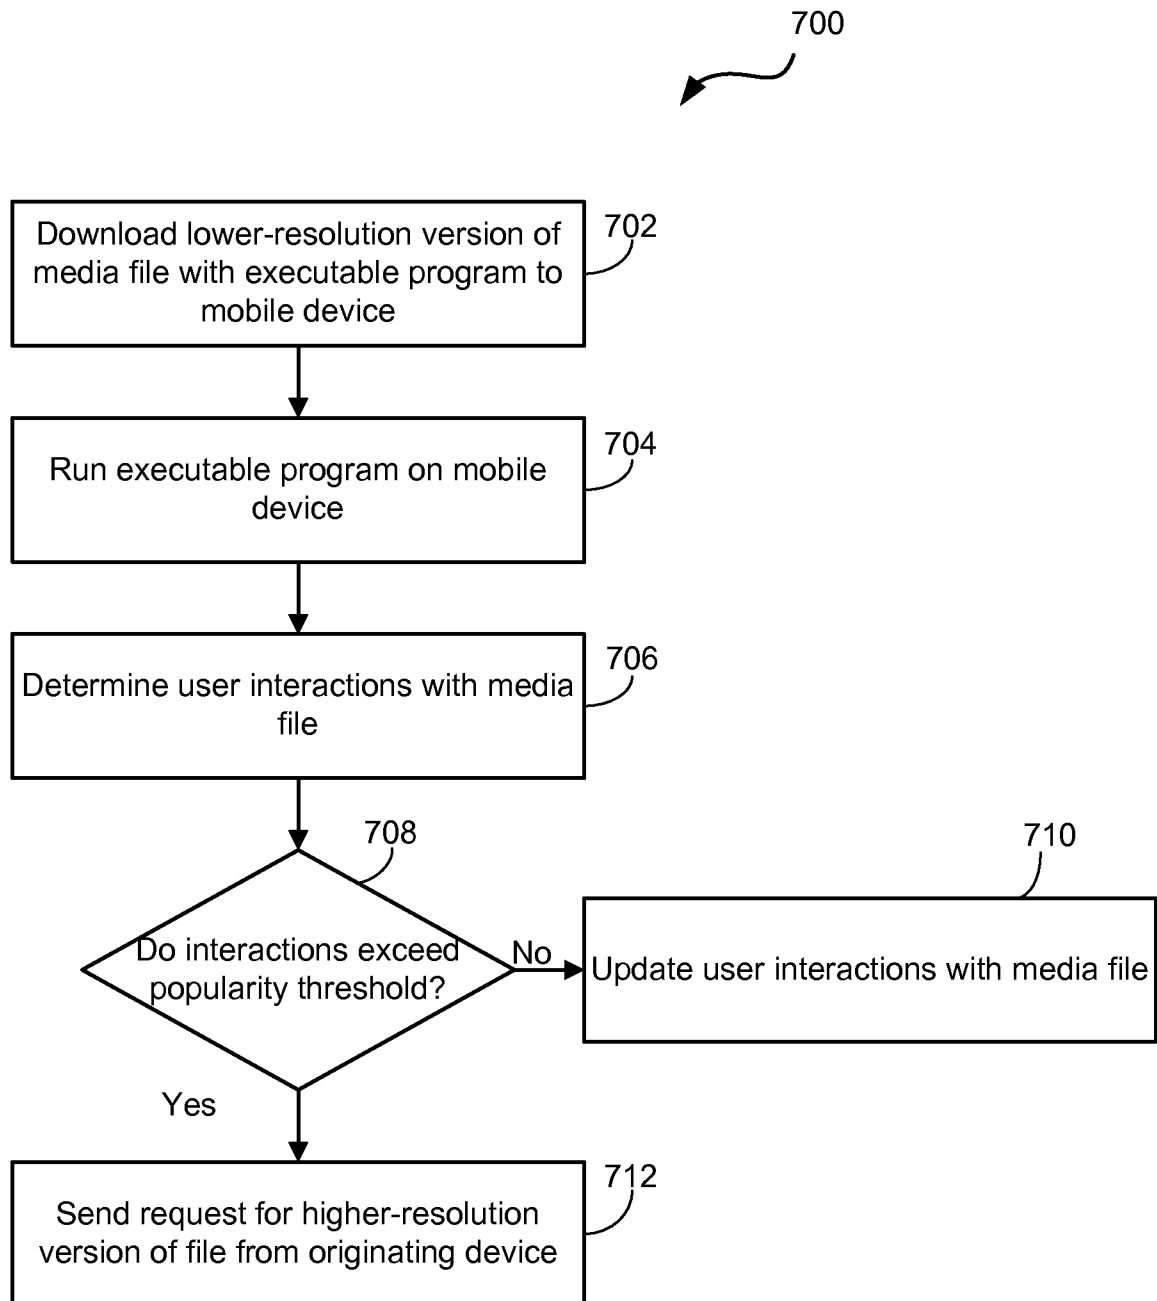 700
Download lower-resolution version of
media file with executable program to
mobile device
702
Run executable program on mobile
device
704
Determine user interactions with media
file
706
708
Do interactions exceed
popularity threshold?
No
710
Update user interactions with media file
Yes
Send request for higher-resolution
version of file from originating device
712